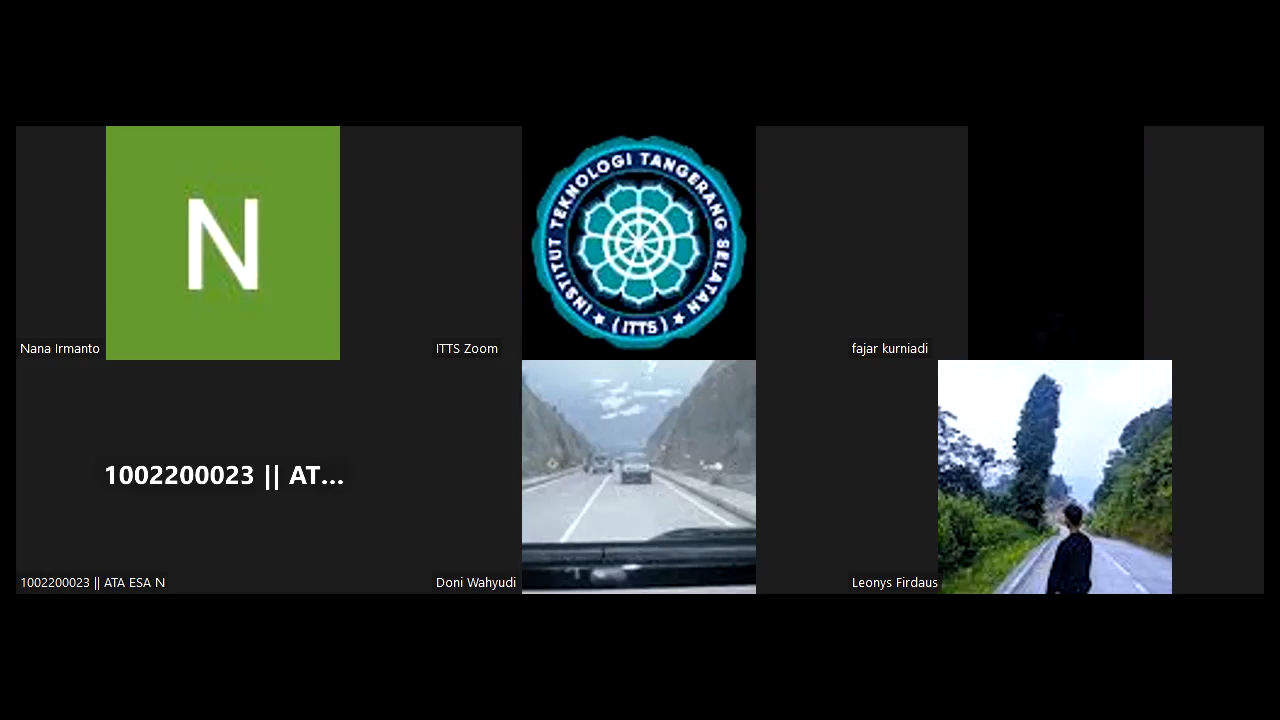 N
INSTITUT TEKNOLOGI TANGERANG SELATAN
(ITTS)
Nana Irmanto
ITTS Zoom
fajar kurniadi
1002200023 || AT...
1002200023 || ATA ESA N
Doni Wahyudi
Leonys Firdaus